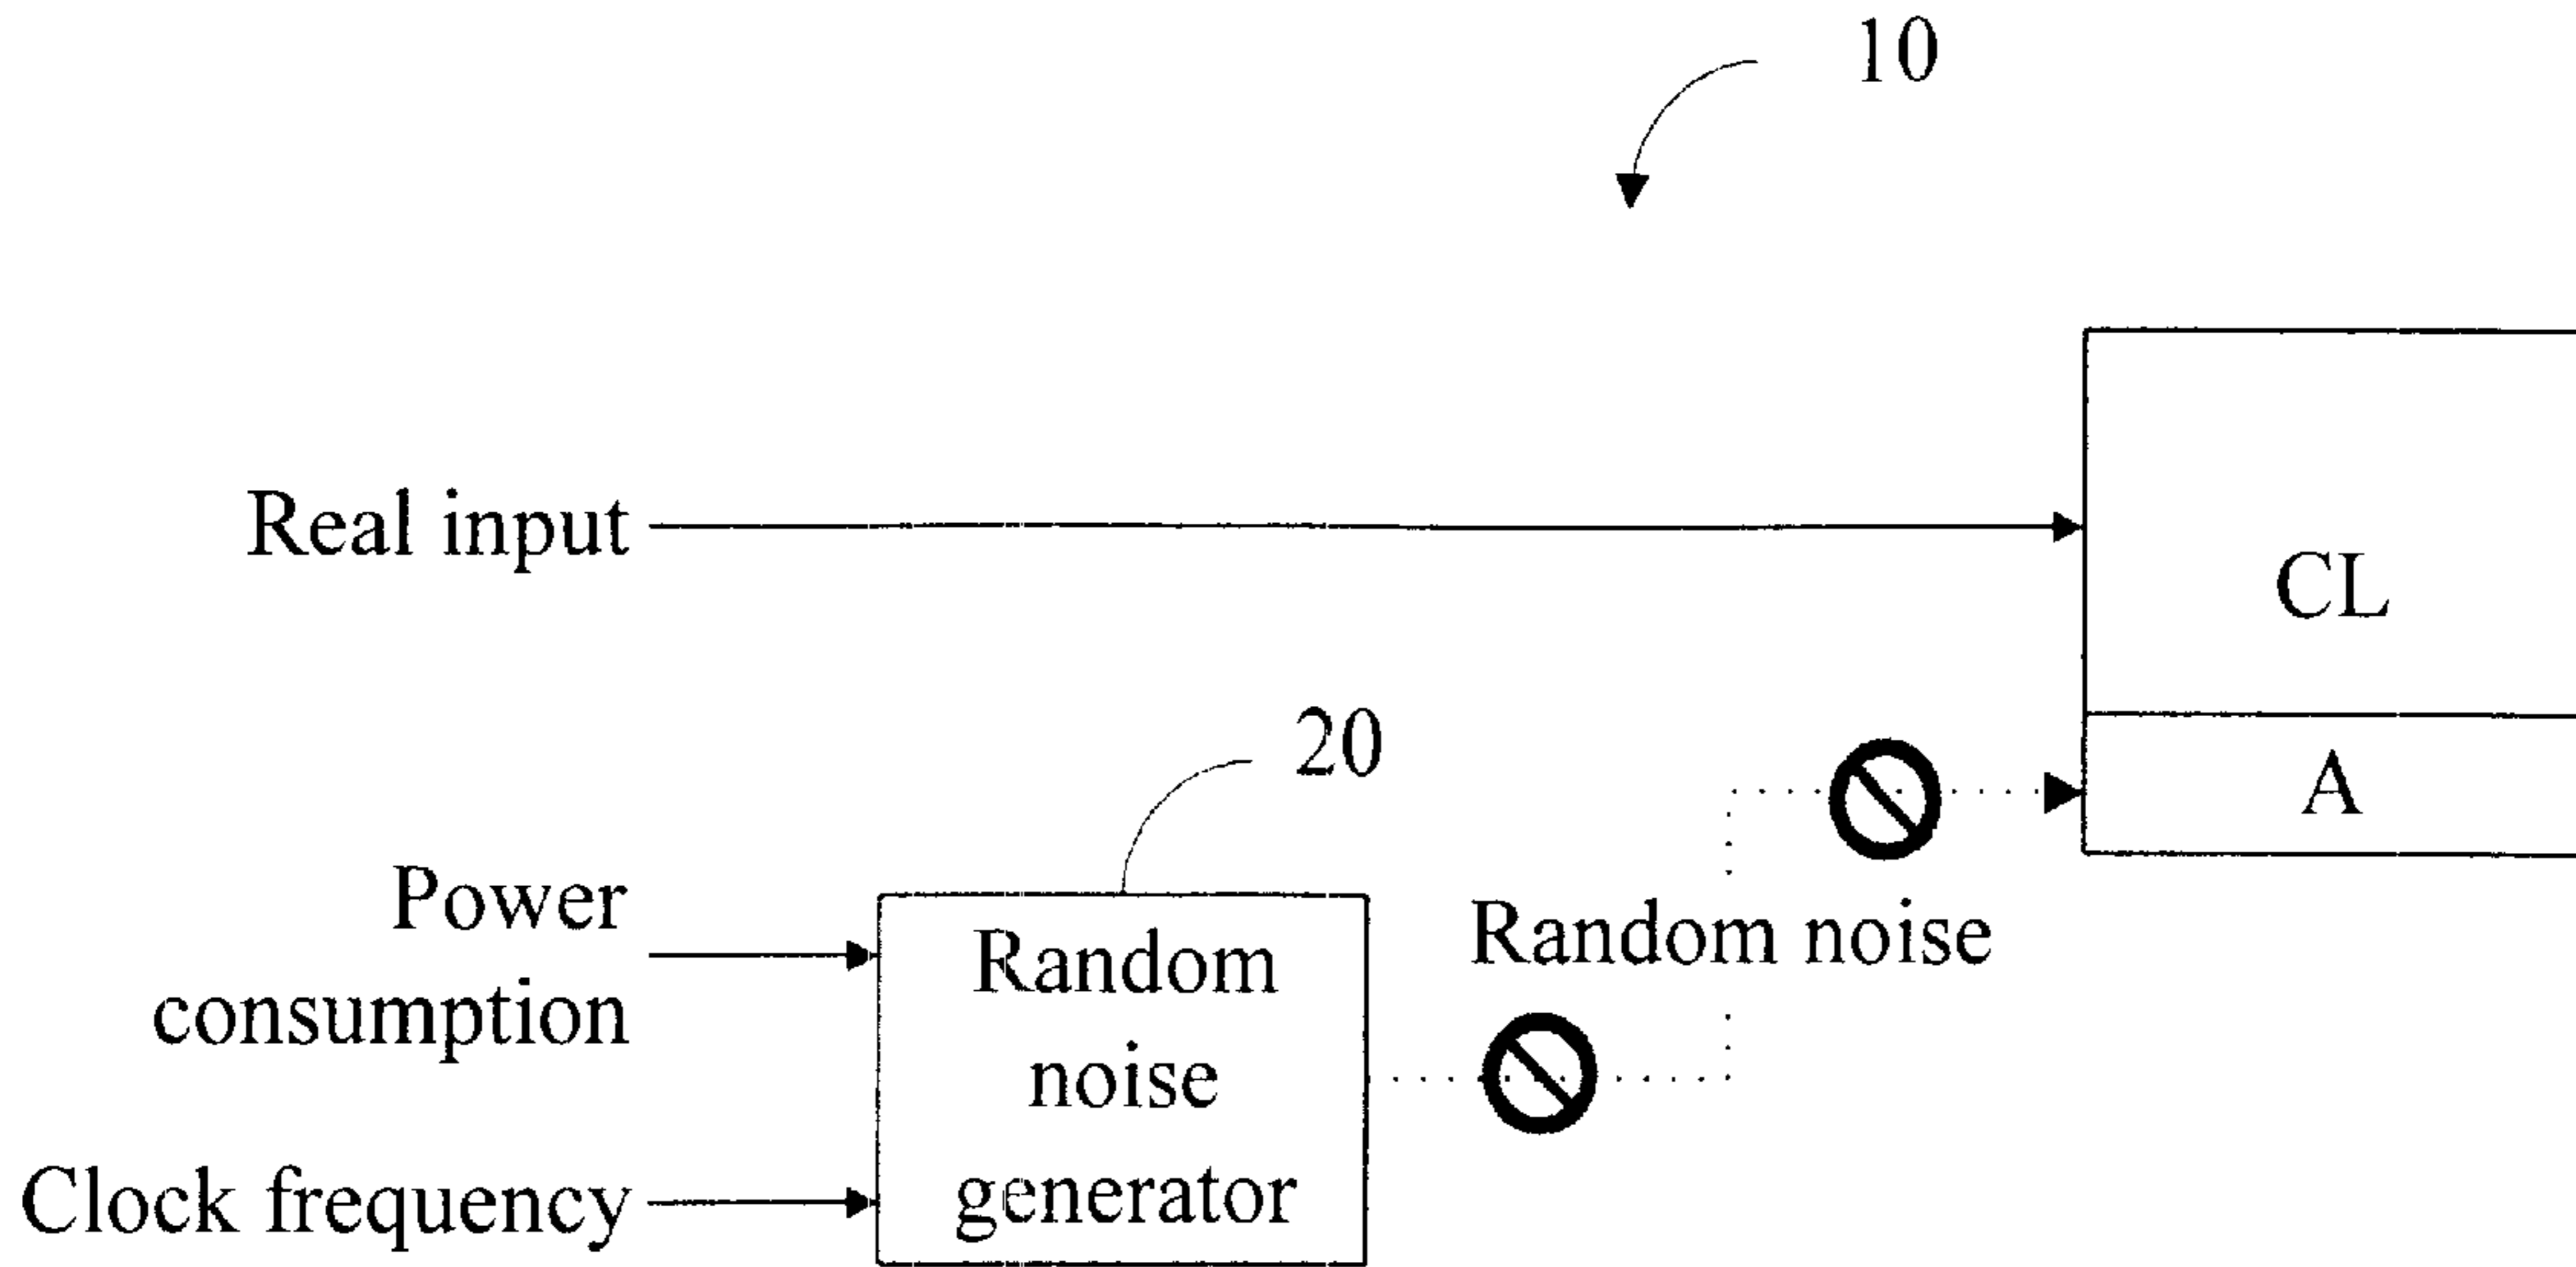 10
Real input
CL
20
A
Power
consumption
Random noise
Random
noise
generator
Clock frequency